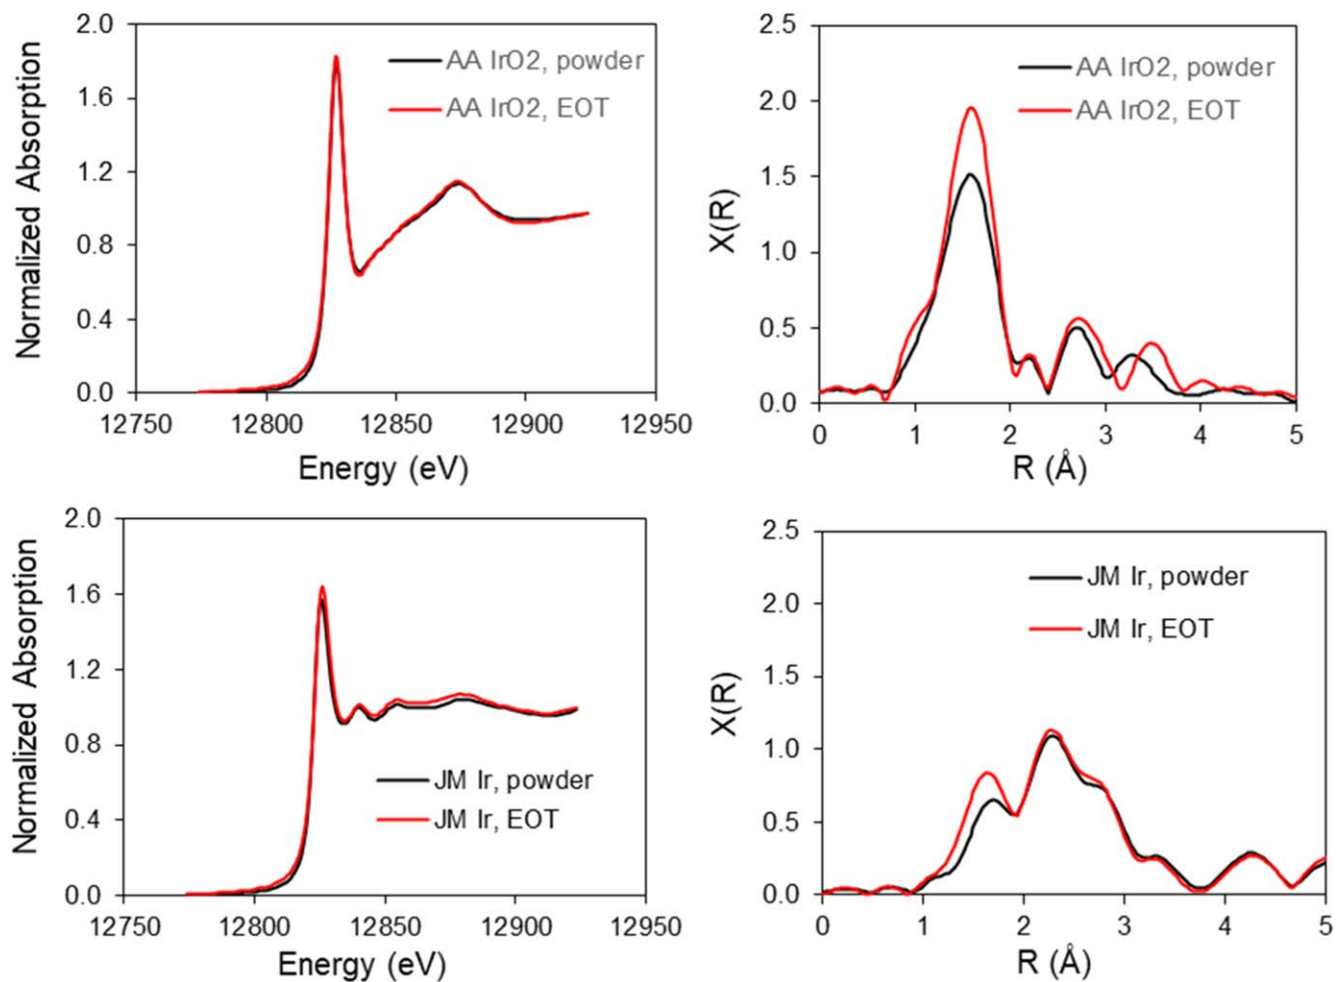 Normalized Absorption
2.0
1.6
1.2
0.8
0.4
0.0
AA IrO2, powder
AA IrO2, EOT
12750 12800 12850 12900 12950
Energy (eV)
X(R)
2.5
2.0
1.5
1.0
0.5
0.0
AA IrO2, powder
AA IrO2, EOT
0 1 2 3 4 5
R (Å)
Normalized Absorption
2.0
1.6
1.2
0.8
0.4
0.0
JM Ir, powder
JM Ir, EOT
12750 12800 12850 12900 12950
Energy (eV)
X(R)
2.5
2.0
1.5
1.0
0.5
0.0
JM Ir, powder
JM Ir, EOT
0 1 2 3 4 5
R (Å)